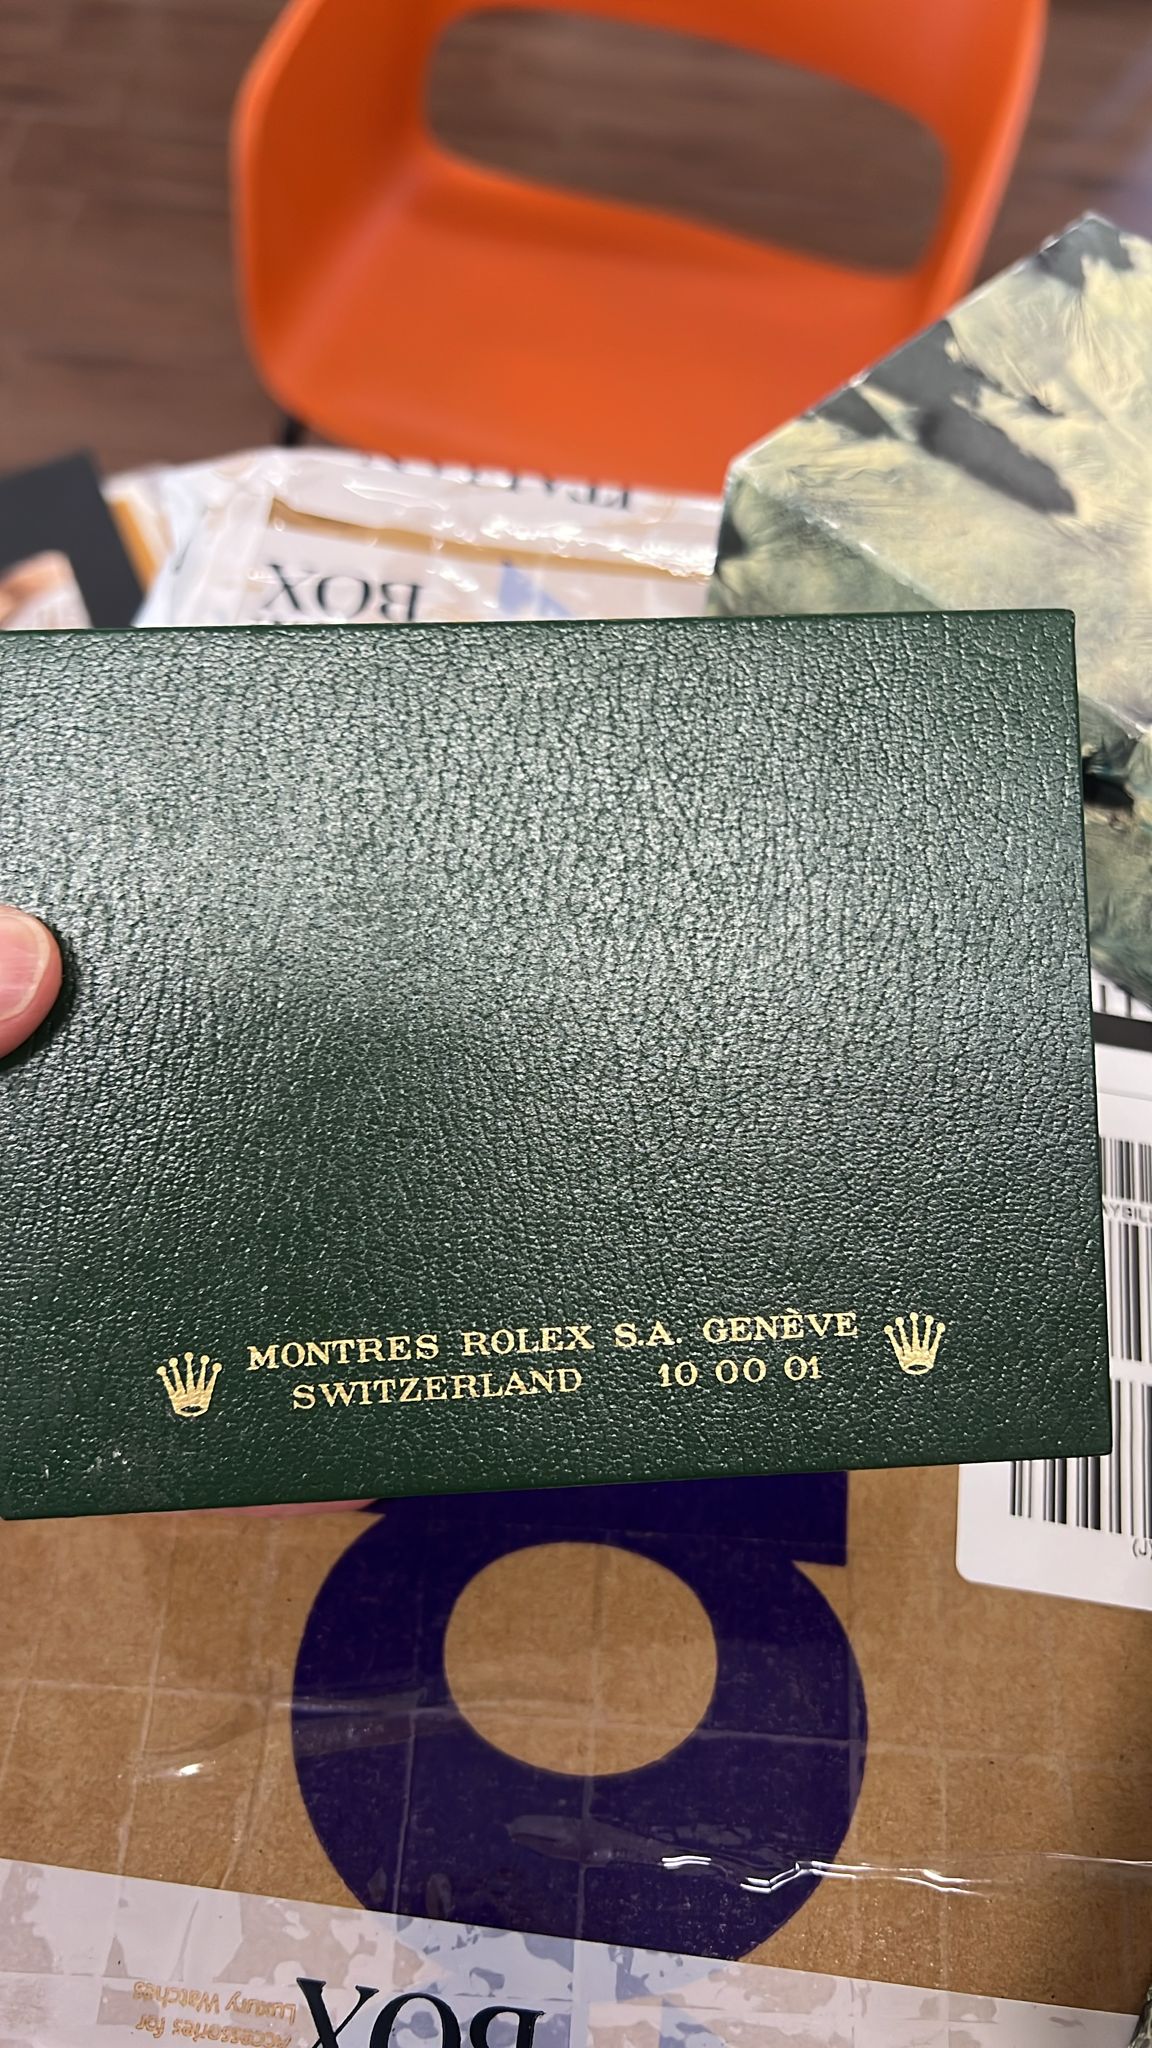 BOX
MONTRES ROLEX S.A. GENÈVE
SWITZERLAND 10 00 01
BOX
Accessories for
Luxury Watches